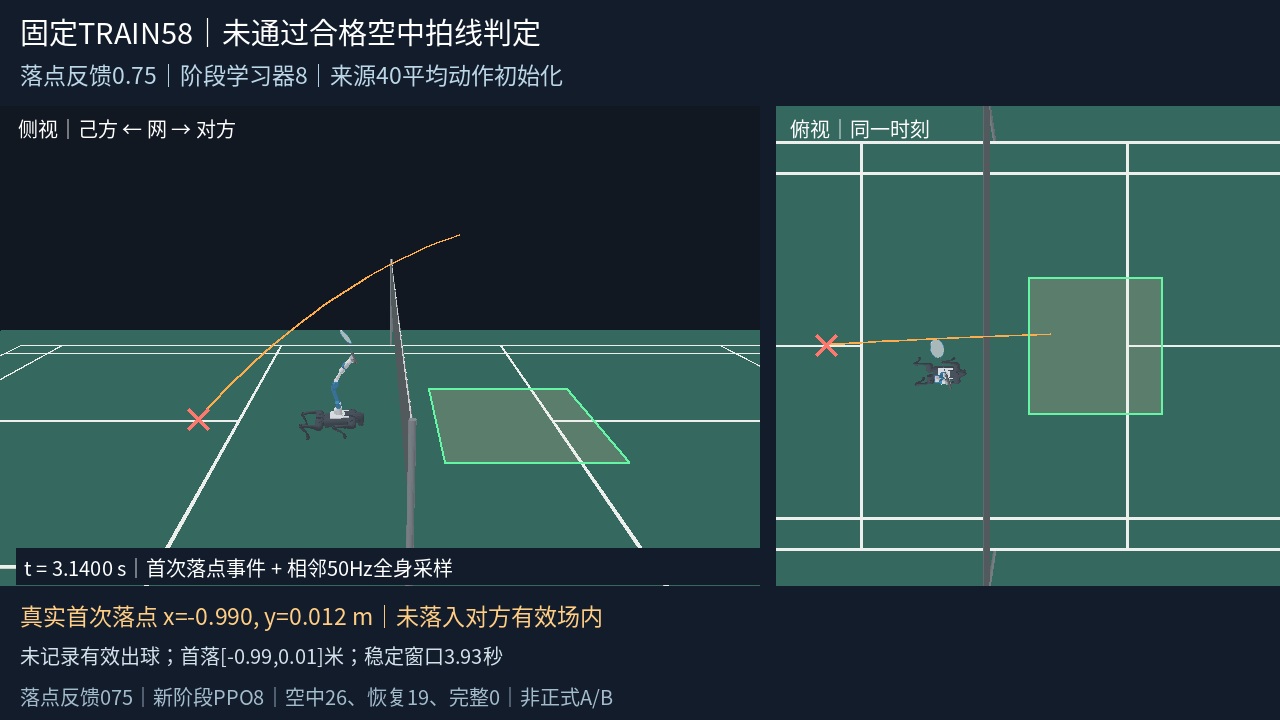 固定TRAIN58｜未通过合格空中拍线判定
落点反馈0.75｜阶段学习器8｜来源40平均动作初始化
侧视｜己方 ← 网 → 对方
俯视｜同一时刻
t = 3.1400 s｜首次落点事件 + 相邻50Hz全身采样
真实首次落点 x=-0.990, y=0.012 m｜未落入对方有效场内
未记录有效出球；首落[-0.99,0.01]米；稳定窗口3.93秒
落点反馈075｜新阶段PPO8｜空中26、恢复19、完整0｜非正式A/B